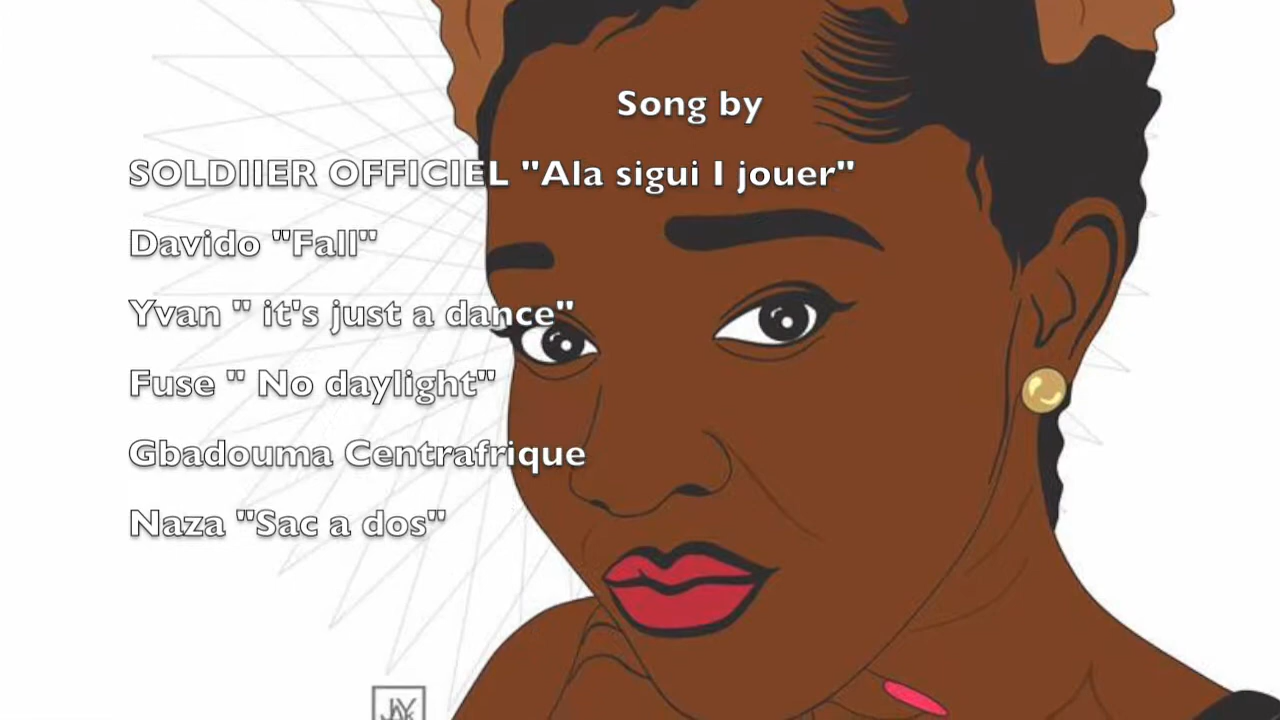 Song by
SOLDIIER OFFICIEL "Ala sigui I jouer"
Davido "Fall"
Yvan " it's just a dance"
Fuse " No daylight"
Gbadouma Centrafrique
Naza "Sac a dos"